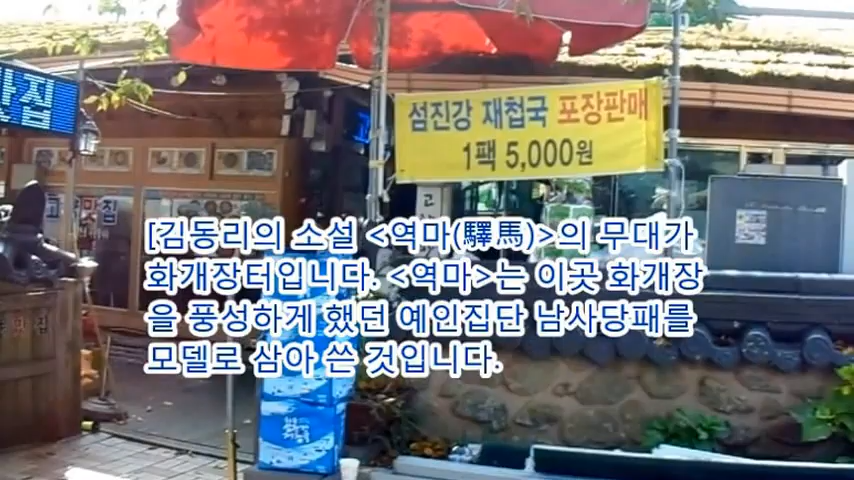 맛집
섬진강 재첩국 포장판매
1팩 5,000원
[김동리의 소설 <역마(驛馬)>의 무대가
화개장터입니다. <역마>는 이곳 화개장
을 풍성하게 했던 예인집단 남사당패를
모델로 삼아 쓴 것입니다.